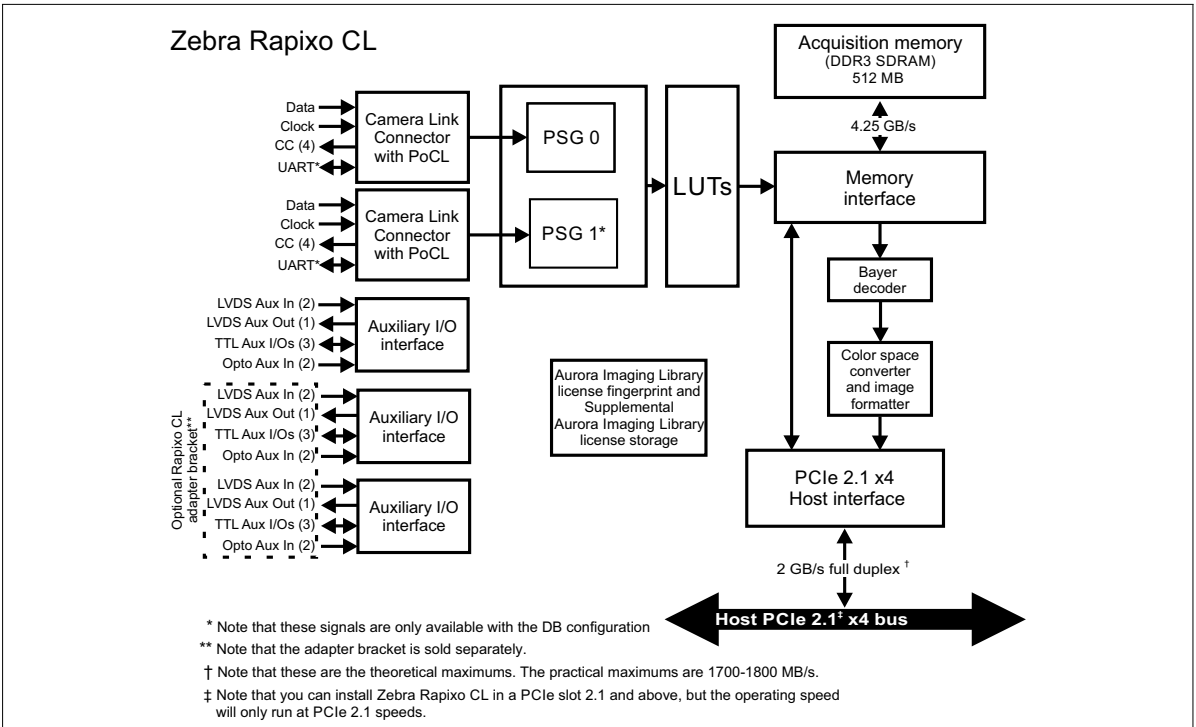 Zebra Rapixo CL
Acquisition memory
(DDR3 SDRAM)
512 MB
4.25 GB/s
Data
Clock
CC (4)
UART*
Camera Link
Connector
with PoCL
PSG 0
Data
Clock
CC (4)
UART*
Camera Link
Connector
with PoCL
PSG 1*
LUTs
Memory
interface
Bayer
decoder
Color space
converter
and image
formatter
LVDS Aux In (2)
LVDS Aux Out (1)
TTL Aux I/Os (3)
Opto Aux In (2)
Auxiliary I/O
interface
Optional Rapixo CL
adapter bracket**
LVDS Aux In (2)
LVDS Aux Out (1)
TTL Aux I/Os (3)
Opto Aux In (2)
Auxiliary I/O
interface
LVDS Aux In (2)
LVDS Aux Out (1)
TTL Aux I/Os (3)
Opto Aux In (2)
Auxiliary I/O
interface
Aurora Imaging Library
license fingerprint and
Supplemental
Aurora Imaging Library
license storage
PCIe 2.1 x4
Host interface
2 GB/s full duplex †
Host PCIe 2.1‡ x4 bus
* Note that these signals are only available with the DB configuration
** Note that the adapter bracket is sold separately.
† Note that these are the theoretical maximums. The practical maximums are 1700-1800 MB/s.
‡ Note that you can install Zebra Rapixo CL in a PCIe slot 2.1 and above, but the operating speed
will only run at PCIe 2.1 speeds.